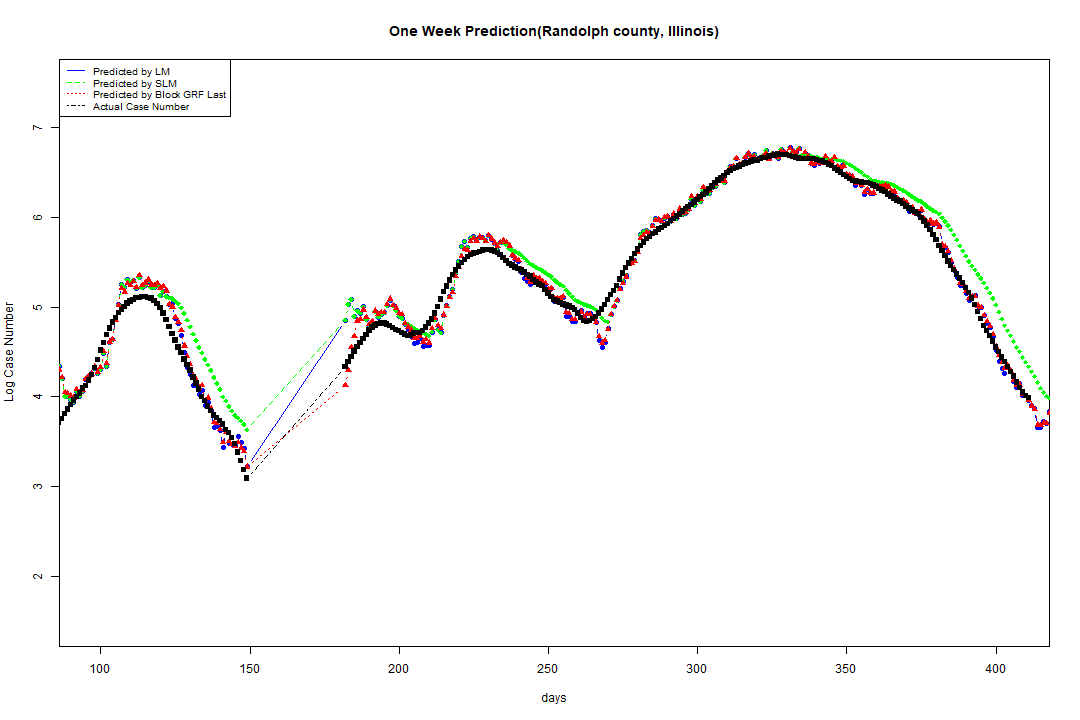 One Week Prediction(Randolph county, Illinois)
Predicted by LM
Predicted by SLM
Predicted by Block GRF Last
Actual Case Number
7
6
5
4
3
2
Log Case Number
100 150 200 250 300 350 400
days